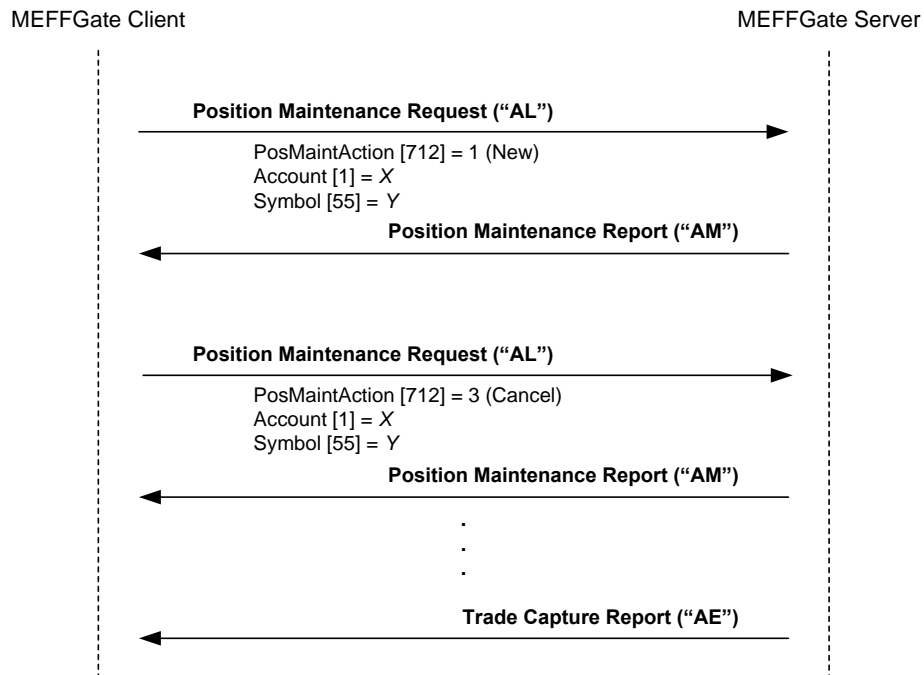 MEFFGate Client
MEFFGate Server
Position Maintenance Request (“AL”)
PosMaintAction [712] = 1 (New)
Account [1] = X
Symbol [55] = Y
Position Maintenance Report (“AM”)
Position Maintenance Request (“AL”)
PosMaintAction [712] = 3 (Cancel)
Account [1] = X
Symbol [55] = Y
Position Maintenance Report (“AM”)
.
.
.
Trade Capture Report (“AE”)